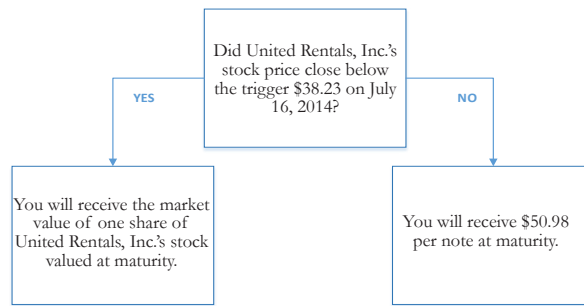 Did United Rentals, Inc.'s
stock price close below
the trigger $38.23 on July
16, 2014?
YES
NO
You will receive the market
value of one share of
United Rentals, Inc.'s stock
valued at maturity.
You will receive $50.98
per note at maturity.